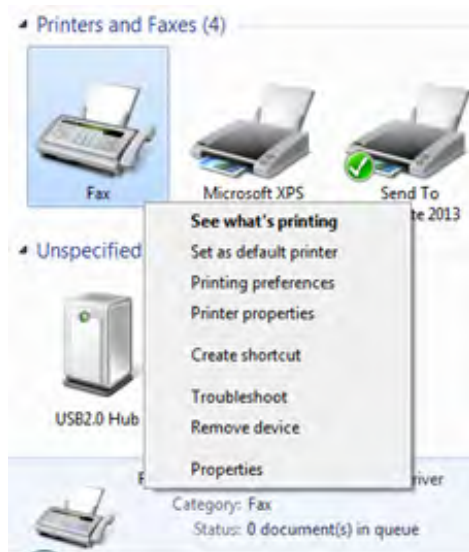 Printers and Faxes (4)
Fax
Microsoft XPS
Send To
te 2013
See what's printing
Set as default printer
Printing preferences
Printer properties
Create shortcut
Troubleshoot
Remove device
Properties
Unspecified
USB2.0 Hub
F
river
Category: Fax
Status: 0 document(s) in queue